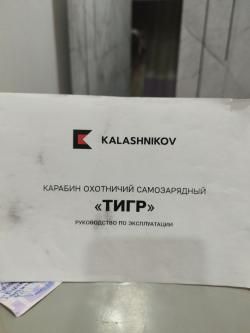 KALASHNIKOV
КАРАБИН ОХОТНИЧИЙ САМОЗАРЯДНЫЙ
«ТИГР»
РУКОВОДСТВО ПО ЭКСПЛУАТАЦИИ